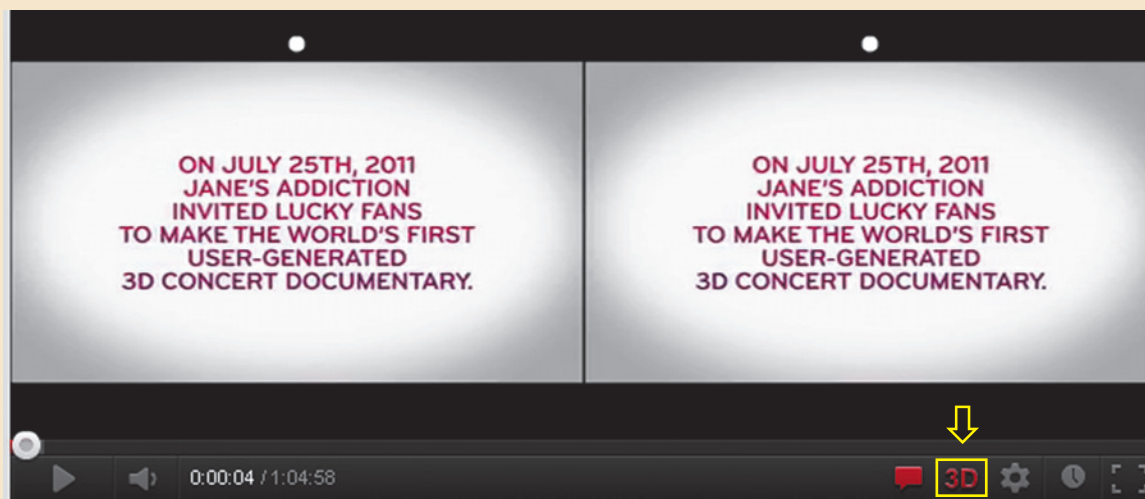 ON JULY 25TH, 2011
JANE'S ADDICTION
INVITED LUCKY FANS
TO MAKE THE WORLD'S FIRST
USER-GENERATED
3D CONCERT DOCUMENTARY.
ON JULY 25TH, 2011
JANE'S ADDICTION
INVITED LUCKY FANS
TO MAKE THE WORLD'S FIRST
USER-GENERATED
3D CONCERT DOCUMENTARY.
0:00:04 / 1:04:58
3D